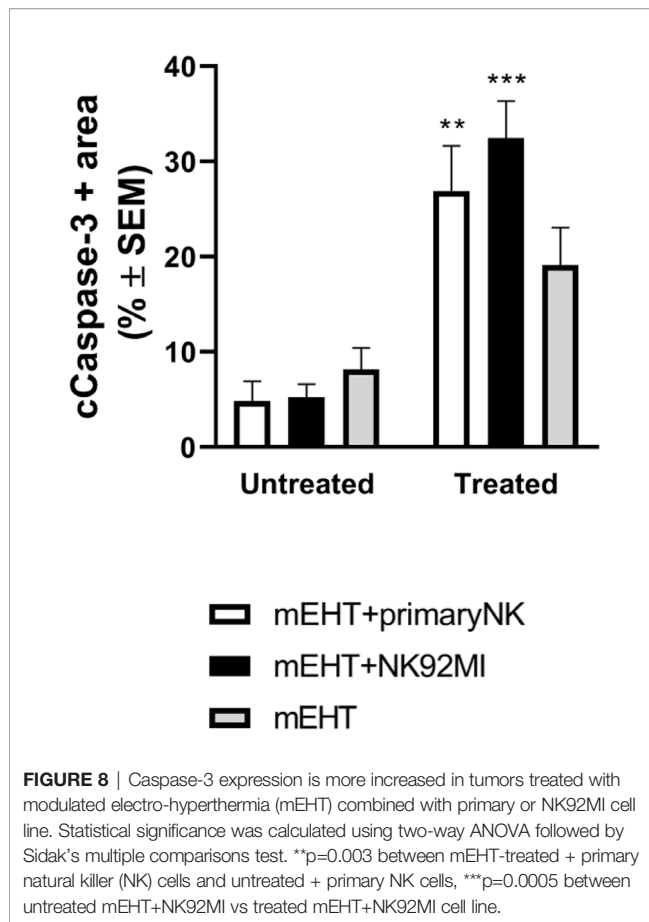 cCaspase-3 + area
(% ± SEM)
40
30
20
10
0
**
***
Untreated
Treated
mEHT+primaryNK
mEHT+NK92MI
mEHT
FIGURE 8 | Caspase-3 expression is more increased in tumors treated with
modulated electro-hyperthermia (mEHT) combined with primary or NK92MI cell
line. Statistical significance was calculated using two-way ANOVA followed by
Sidak's multiple comparisons test. **p=0.003 between mEHT-treated + primary
natural killer (NK) cells and untreated + primary NK cells, ***p=0.0005 between
untreated mEHT+NK92MI vs treated mEHT+NK92MI cell line.